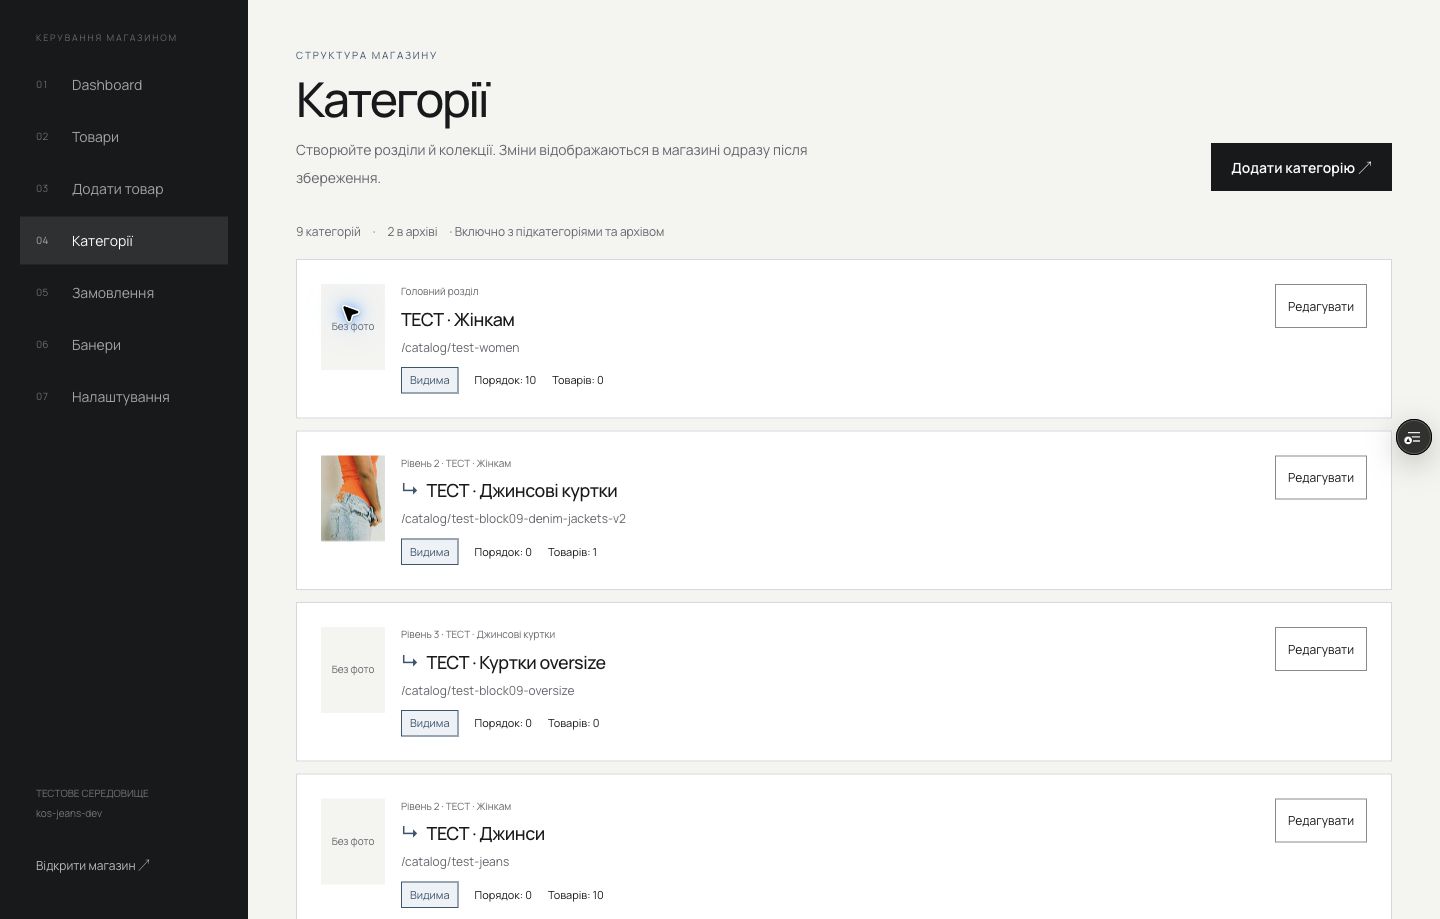 КЕРУВАННЯ МАГАЗИНОМ
01 Dashboard
02 Товари
03 Додати товар
04 Категорії
05 Замовлення
06 Банери
07 Налаштування
ТЕСТОВЕ СЕРЕДОВИЩЕ
kos-jeans-dev
Відкрити магазин ↗
СТРУКТУРА МАГАЗИНУ
Категорії
Створюйте розділи й колекції. Зміни відображаються в магазині одразу після
збереження.
Додати категорію ↗
9 категорій · 2 в архіві · Включно з підкатегоріями та архівом
Без фото
Головний розділ
ТЕСТ · Жінкам
/catalog/test-women
Видима Порядок: 10 Товарів: 0
Редагувати
Рівень 2 · ТЕСТ · Жінкам
↳ ТЕСТ · Джинсові куртки
/catalog/test-block09-denim-jackets-v2
Видима Порядок: 0 Товарів: 1
Редагувати
Без фото
Рівень 3 · ТЕСТ · Джинсові куртки
↳ ТЕСТ · Куртки oversize
/catalog/test-block09-oversize
Видима Порядок: 0 Товарів: 0
Редагувати
Без фото
Рівень 2 · ТЕСТ · Жінкам
↳ ТЕСТ · Джинси
/catalog/test-jeans
Видима Порядок: 0 Товарів: 10
Редагувати